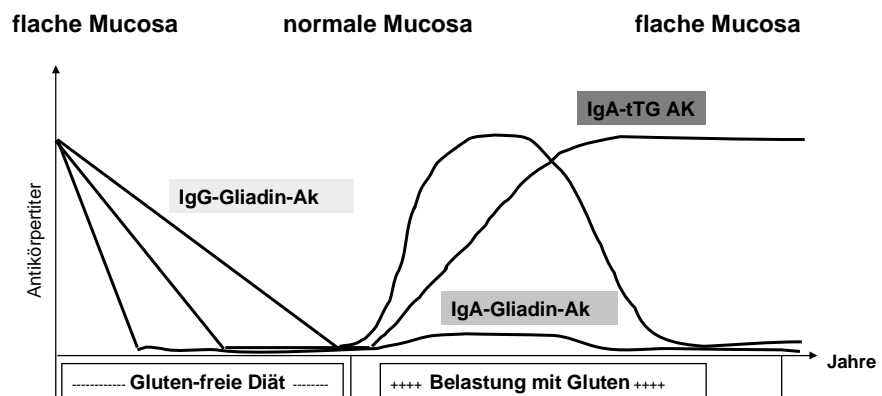 flache Mucosa normale Mucosa flache Mucosa
IgA-tTG AK
IgG-Gliadin-Ak
Antikörpertiter
IgA-Gliadin-Ak
Jahre
------------ Gluten-freie Diät --------
++++ Belastung mit Gluten ++++